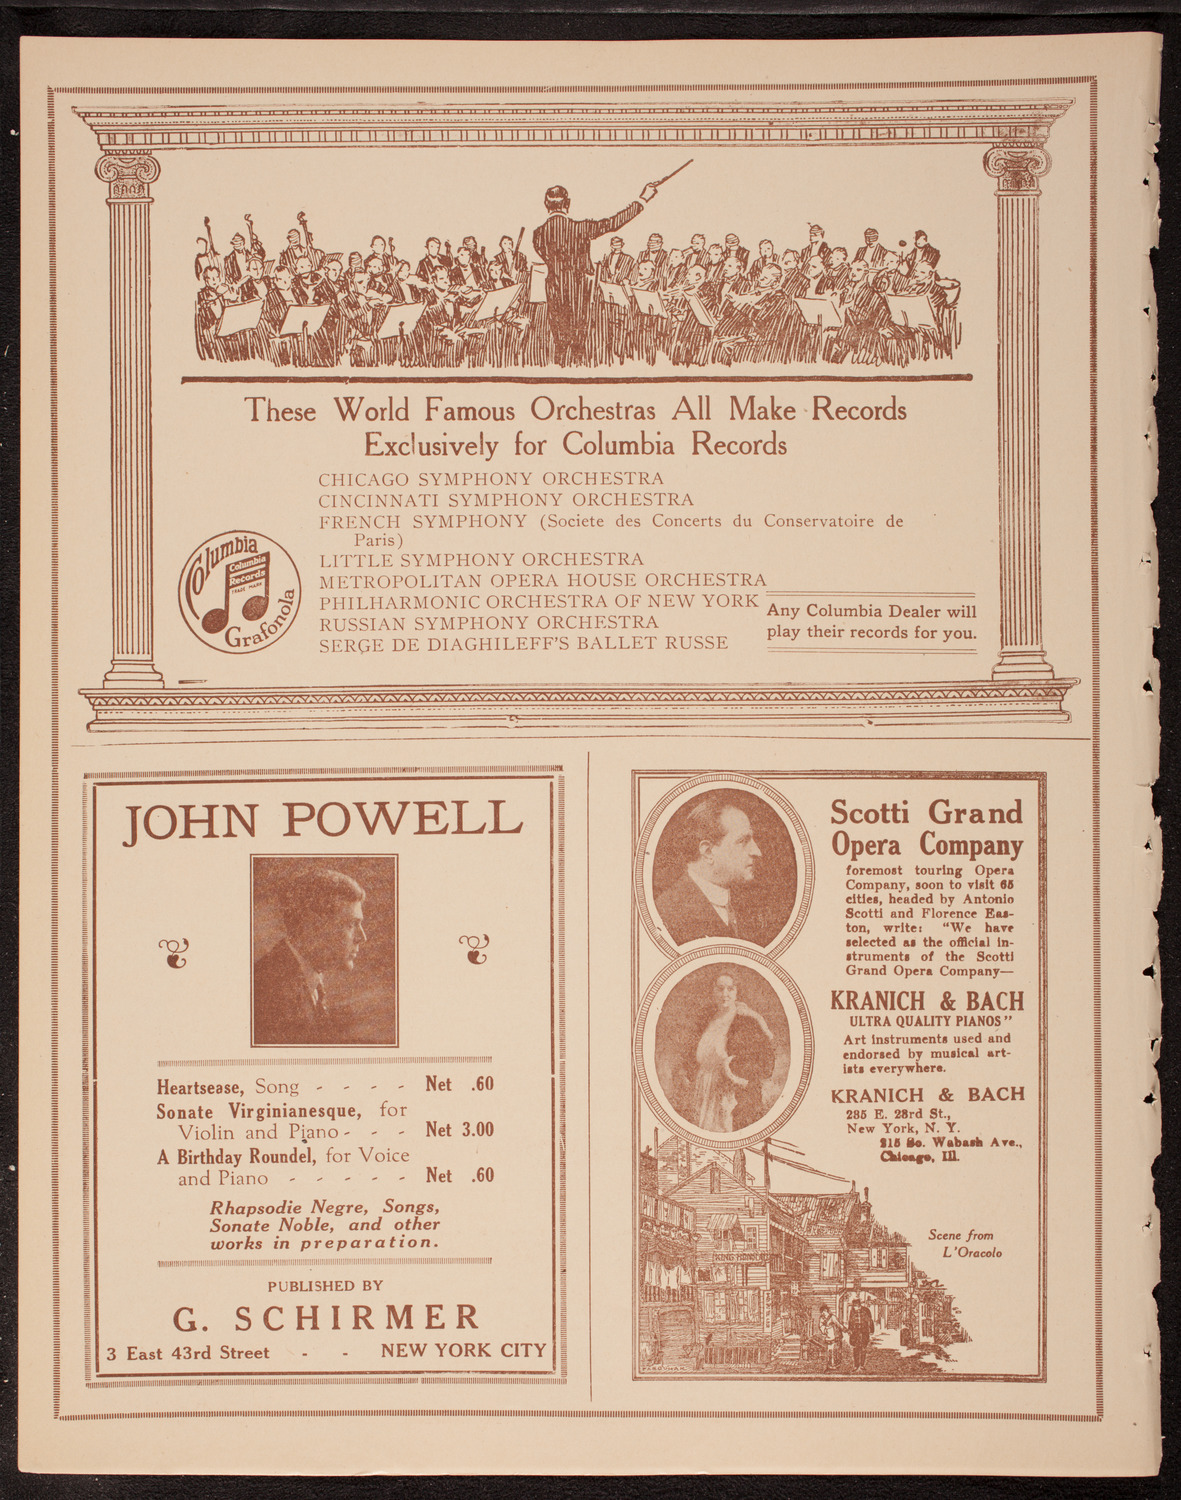 These World Famous Orchestras All Make Records
Exclusively for Columbia Records
CHICAGO SYMPHONY ORCHESTRA
CINCINNATI SYMPHONY ORCHESTRA
FRENCH SYMPHONY (Societe des Concerts du Conservatoire de
Paris)
LITTLE SYMPHONY ORCHESTRA
METROPOLITAN OPERA HOUSE ORCHESTRA
PHILHARMONIC ORCHESTRA OF NEW YORK
RUSSIAN SYMPHONY ORCHESTRA
SERGE DE DIAGHILEFF'S BALLET RUSSE
Columbia
Columbia
Records
TRADE MARK
Grafonola
Any Columbia Dealer will
play their records for you.
JOHN POWELL
Heartsease, Song - - - - Net .60
Sonate Virginianesque, for
Violin and Piano - - - Net 3.00
A Birthday Roundel, for Voice
and Piano - - - - - - Net .60
Rhapsodie Negre, Songs,
Sonate Noble, and other
works in preparation.
PUBLISHED BY
G. SCHIRMER
3 East 43rd Street - - NEW YORK CITY
Scotti Grand
Opera Company
foremost touring Opera
Company, soon to visit 65
cities, headed by Antonio
Scotti and Florence Eas-
ton, write: "We have
selected as the official in-
struments of the Scotti
Grand Opera Company—
KRANICH & BACH
ULTRA QUALITY PIANOS"
Art instruments used and
endorsed by musical art-
ists everywhere.
KRANICH & BACH
235 E. 23rd St.,
New York, N. Y.
215 So. Wabash Ave.,
Chicago, Ill.
Scene from
L'Oracolo